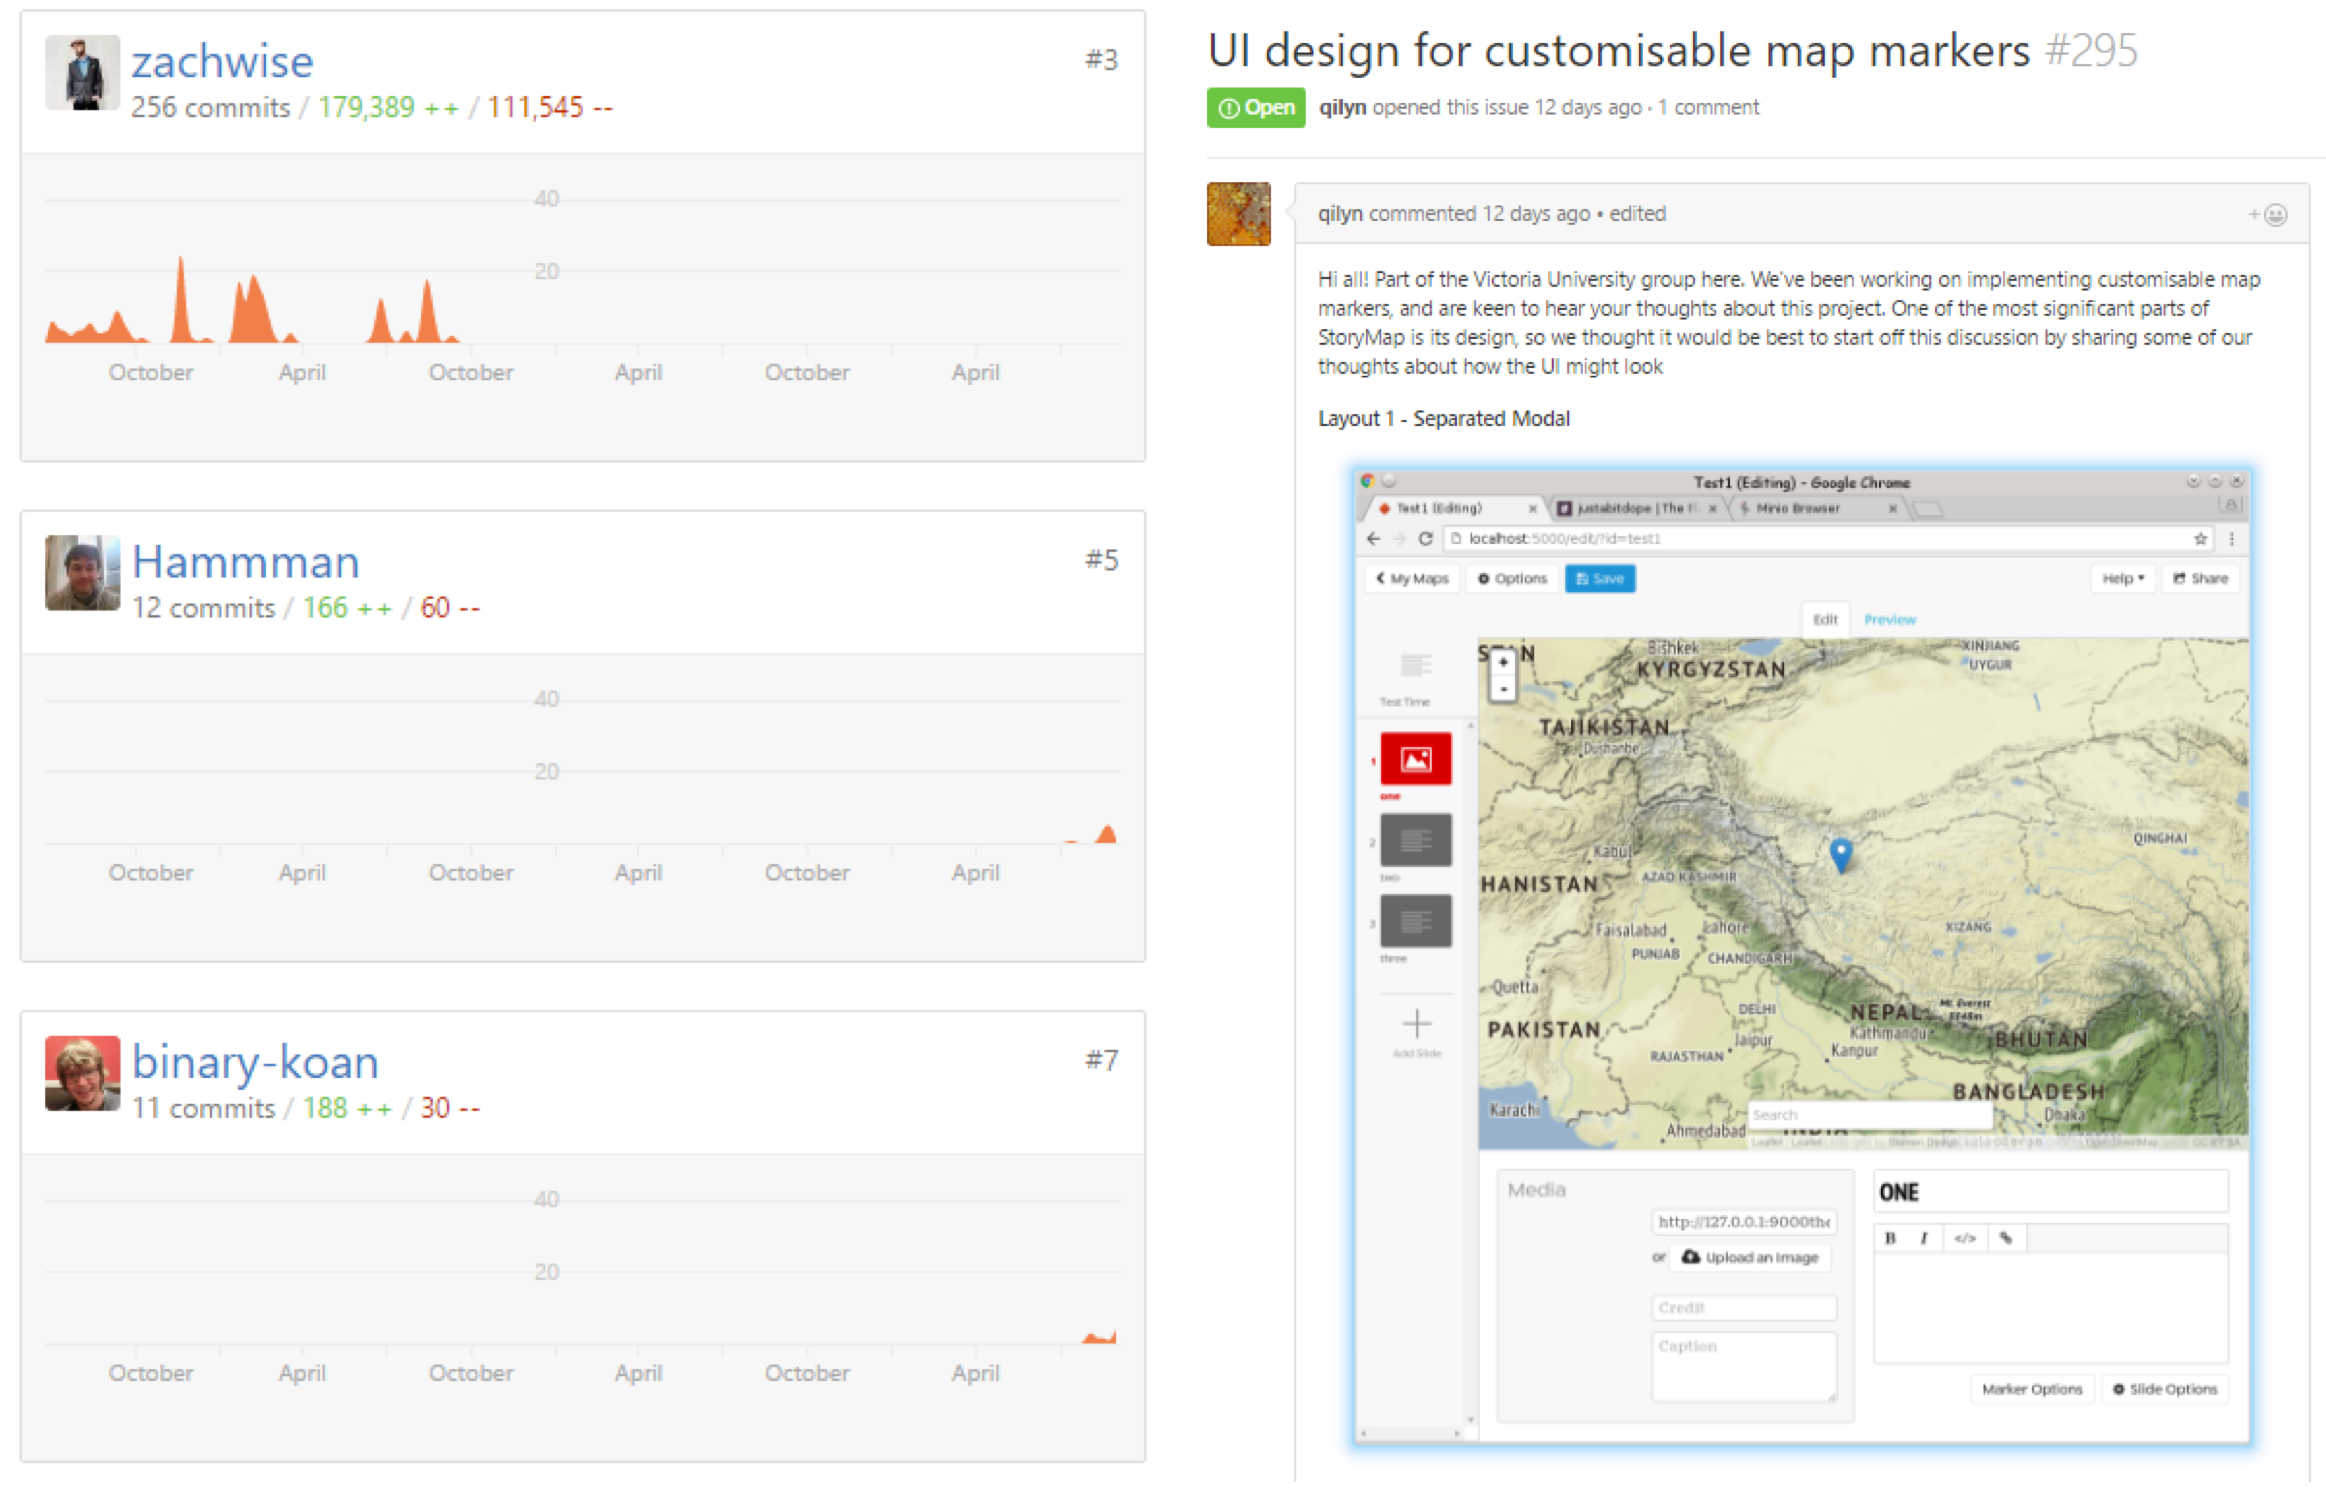 zachwise
#3
256 commits / 179,389 ++ / 111,545 --
40
20
October April October April October April
Hammman
#5
12 commits / 166 ++ / 60 --
40
20
October April October April October April
binary-koan
#7
11 commits / 188 ++ / 30 --
40
20
October April October April October April
UI design for customisable map markers #295
Open qilyn opened this issue 12 days ago · 1 comment
qilyn commented 12 days ago • edited
Hi all! Part of the Victoria University group here. We've been working on implementing customisable map
markers, and are keen to hear your thoughts about this project. One of the most significant parts of
StoryMap is its design, so we thought it would be best to start off this discussion by sharing some of our
thoughts about how the UI might look
Layout 1 - Separated Modal
Test1 (Editing) - Google Chrome
Test1 (Editing) × justabitdope | The Fl × Minio Browser ×
localhost:5000/edit/?id=test1
My Maps Options Save Help Share
Edit Preview
Test Time
1
one
2
two
3
three
Add Slide
+
-
Bishkek
KYRGYZSTAN
XINJIANG
UYGUR
TAJIKISTAN
Dushanbe
QINGHAI
Kabul
AZAD KASHMIR
HANISTAN
XIZANG
Faisalabad Lahore
PUNJAB CHANDIGARH
Quetta
DELHI
NEPAL
Mt. Everest
8848m
PAKISTAN
Kathmandu
BHUTAN
Jaipur
RAJASTHAN
Kanpur
BANGLADESH
Karachi
Dhaka
Search
Ahmedabad
INDIA
Media
http://127.0.0.1:9000the
or Upload an Image
Credit
Caption
ONE
B I </>
Marker Options Slide Options